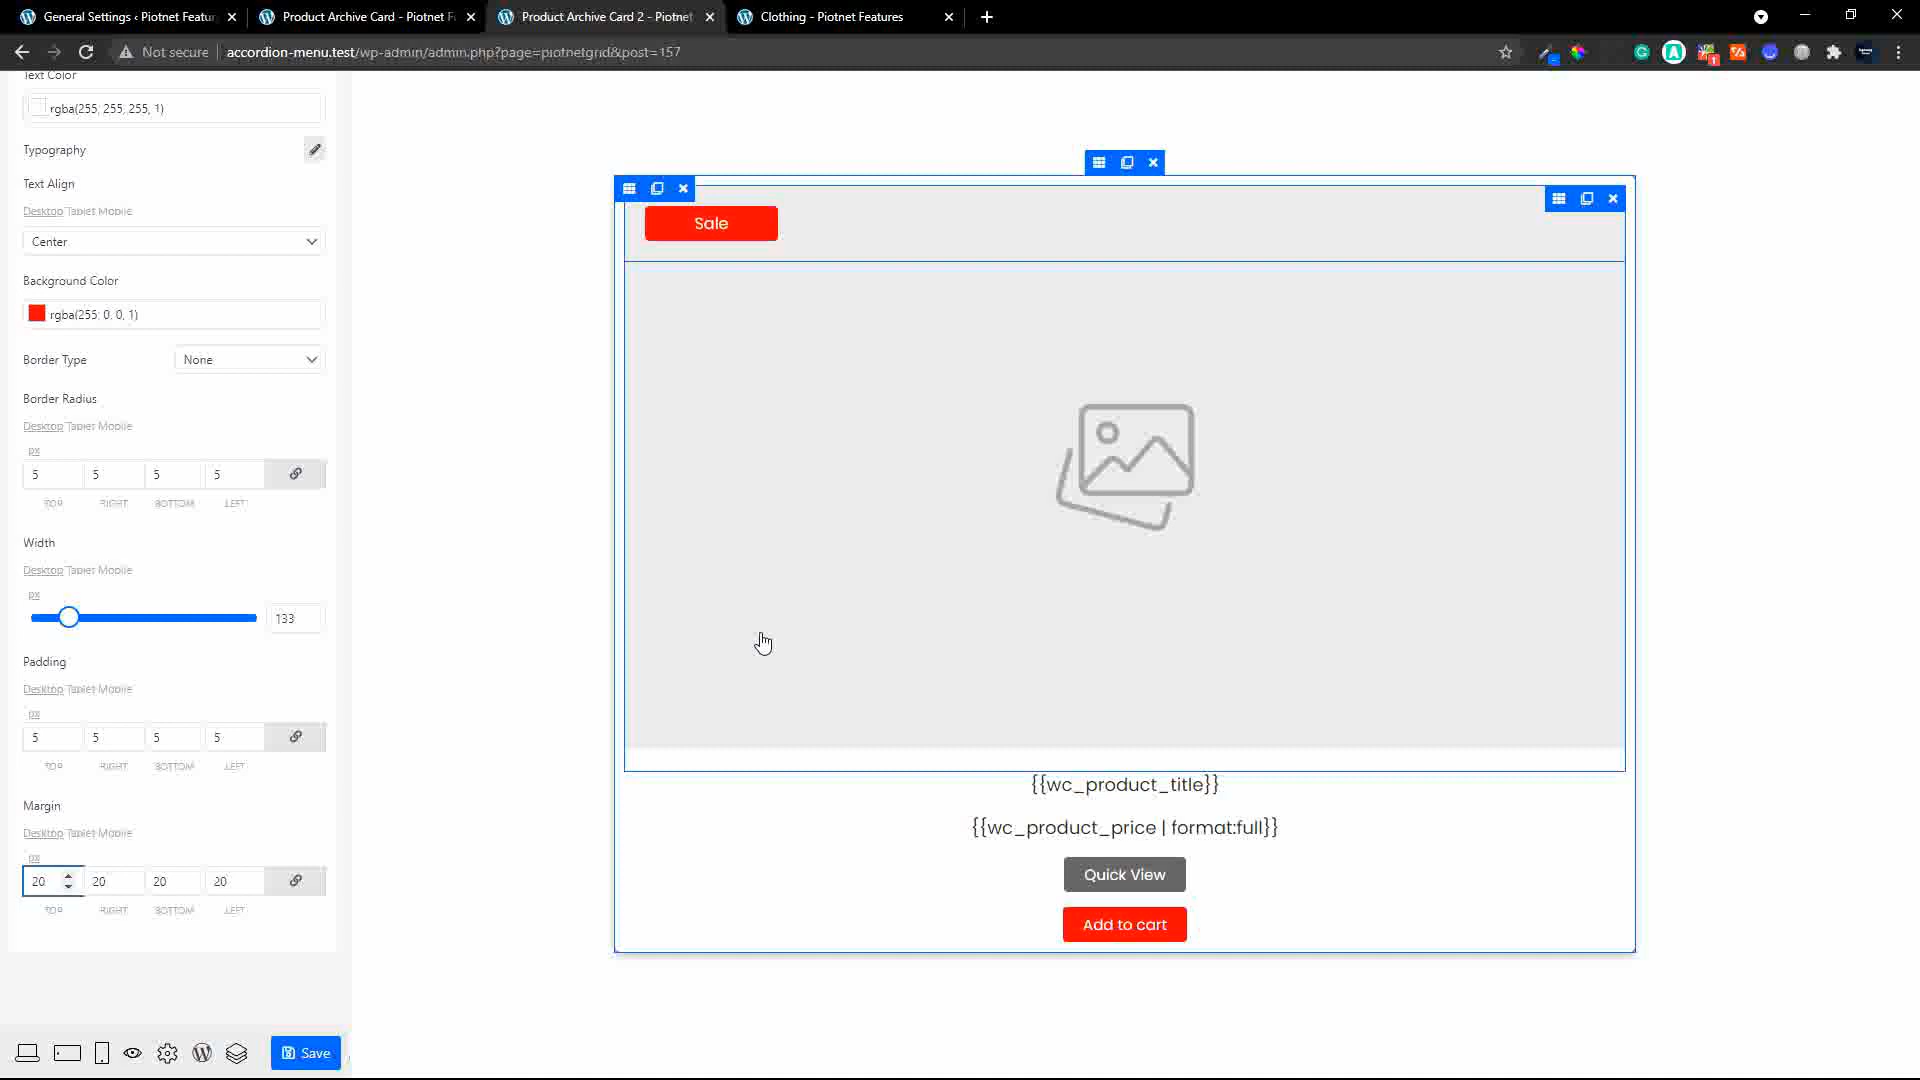 General Settings ‹ Piotnet Featur
Product Archive Card - Piotnet F
Product Archive Card 2 - Piotnet
Clothing - Piotnet Features
Not secure
accordion-menu.test/wp-admin/admin.php?page=piotnetgrid&post=157
Text Color
rgba(255, 255, 255, 1)
Typography
Text Align
Desktop Tablet Mobile
Center
Background Color
rgba(255, 0, 0, 1)
Border Type
None
Border Radius
Desktop Tablet Mobile
px
5 5 5 5
TOP RIGHT BOTTOM LEFT
Width
Desktop Tablet Mobile
px
133
Padding
Desktop Tablet Mobile
px
5 5 5 5
TOP RIGHT BOTTOM LEFT
Margin
Desktop Tablet Mobile
px
20 20 20 20
TOP RIGHT BOTTOM LEFT
Save
Sale
{{wc_product_title}}
{{wc_product_price | format:full}}
Quick View
Add to cart